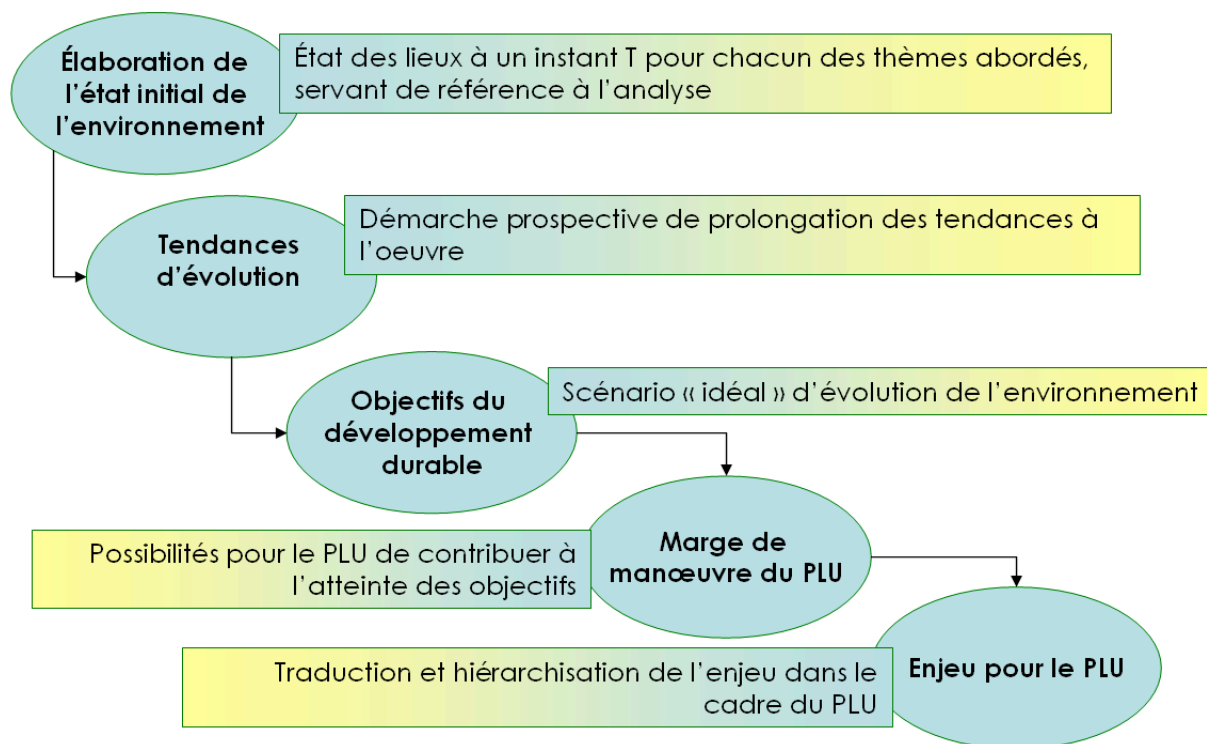 Élaboration de
l'état initial de
l'environnement
État des lieux à un instant T pour chacun des thèmes abordés,
servant de référence à l'analyse
Tendances
d'évolution
Démarche prospective de prolongation des tendances à
l'oeuvre
Objectifs du
développement
durable
Scénario « idéal » d'évolution de l'environnement
Marge de
manœuvre du PLU
Possibilités pour le PLU de contribuer à
l'atteinte des objectifs
Enjeu pour le PLU
Traduction et hiérarchisation de l'enjeu dans le
cadre du PLU